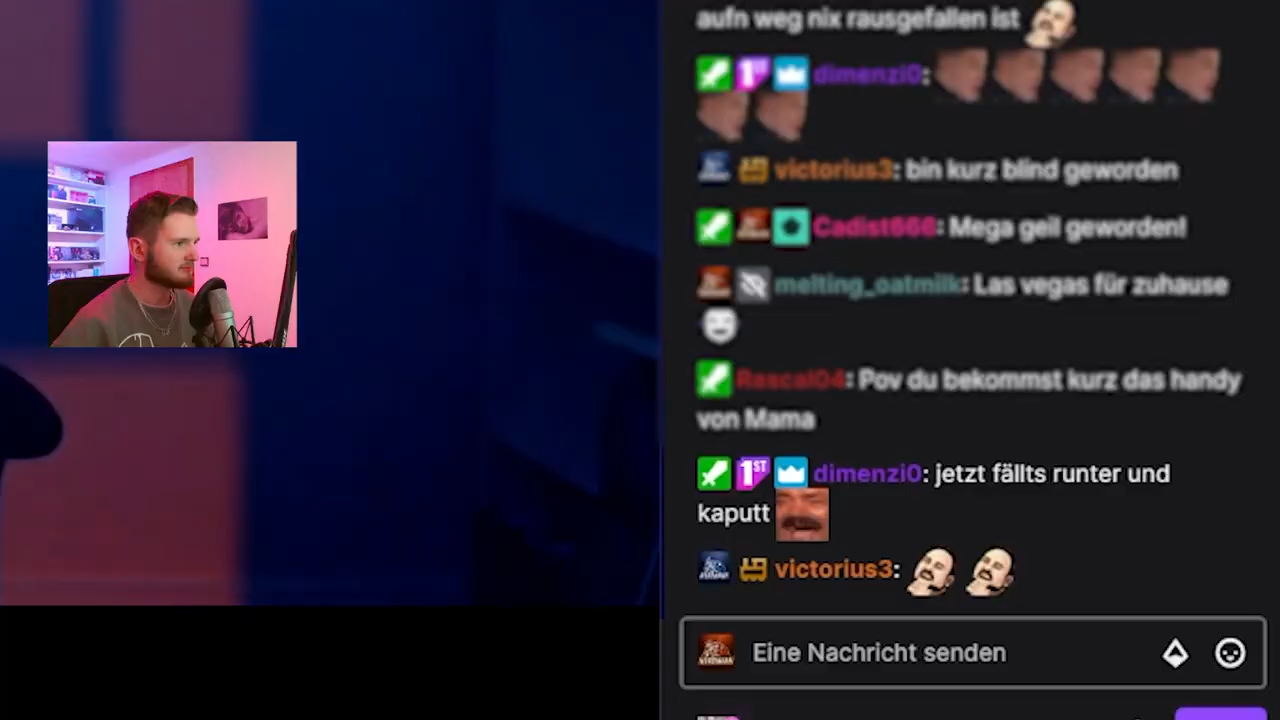 aufn weg nix rausgefallen ist
1ST dimenzi0:
victorius3: bin kurz blind geworden
Cadist666: Mega geil geworden!
melting_oatmilk: Las vegas für zuhause
Rascal04: Pov du bekommst kurz das handy
von Mama
1ST dimenzi0: jetzt fällts runter und
kaputt
victorius3:
Eine Nachricht senden